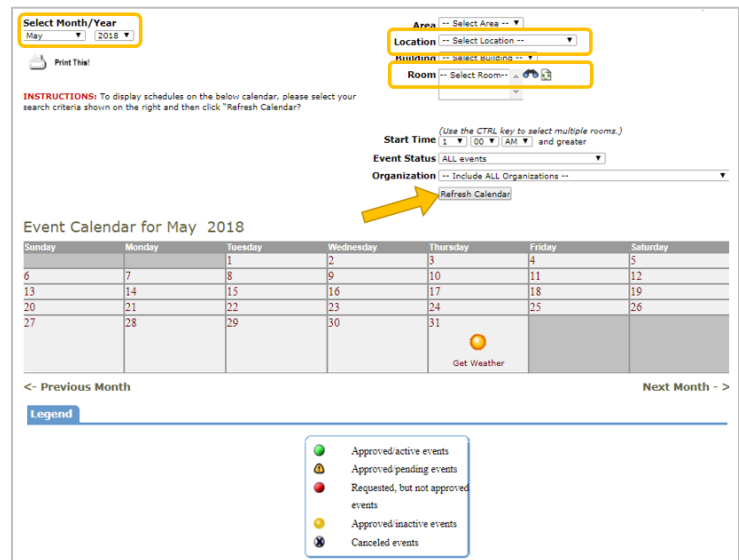 Select Month/Year
May 2018
Print This!
INSTRUCTIONS: To display schedules on the below calendar, please select your
search criteria shown on the right and then click "Refresh Calendar?
Area -- Select Area --
Location -- Select Location --
Building -- Select Building --
Room -- Select Room--
(Use the CTRL key to select multiple rooms.)
Start Time 1 00 AM and greater
Event Status ALL events
Organization -- Include ALL Organizations --
Refresh Calendar
Event Calendar for May 2018
Sunday Monday Tuesday Wednesday Thursday Friday Saturday
1 2 3 4 5
6 7 8 9 10 11 12
13 14 15 16 17 18 19
20 21 22 23 24 25 26
27 28 29 30 31
Get Weather
<- Previous Month Next Month - >
Legend
Approved/active events
Approved/pending events
Requested, but not approved
events
Approved/inactive events
Canceled events